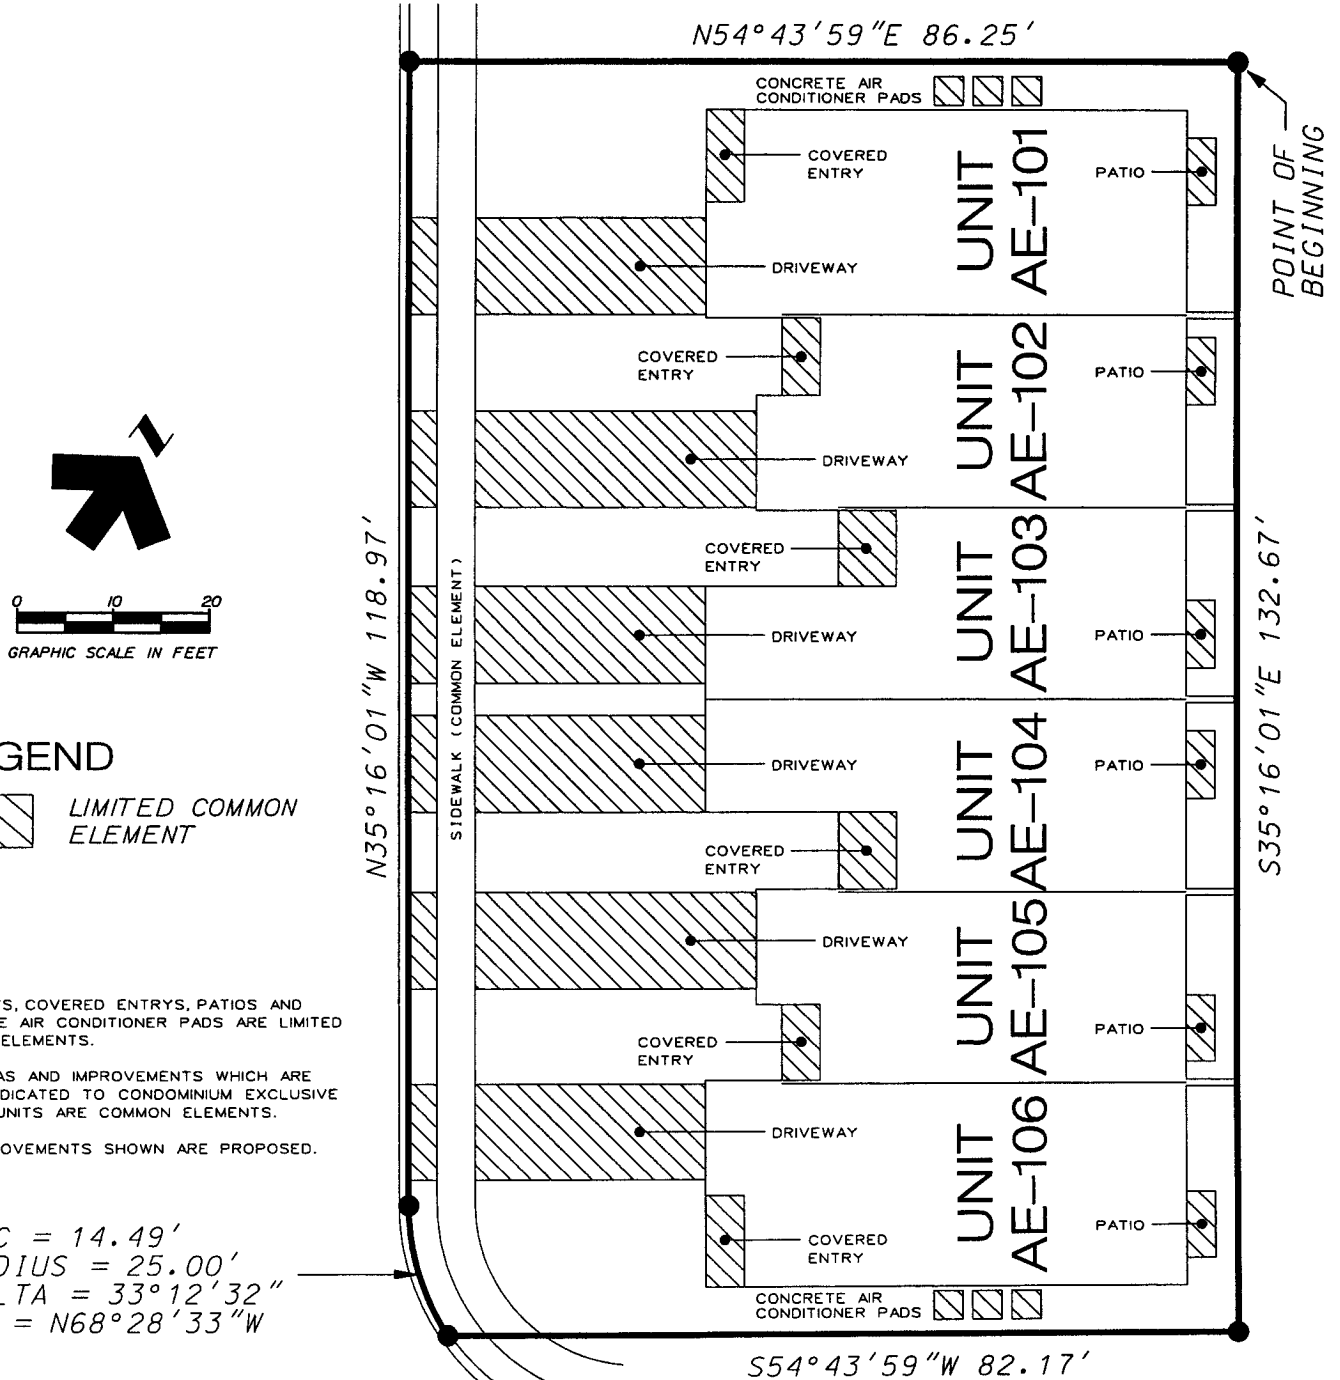 N54°43'59"E 86.25'
CONCRETE AIR
CONDITIONER PADS
COVERED
ENTRY
UNIT
AE-101
PATIO
POINT OF
BEGINNING
DRIVEWAY
COVERED
ENTRY
UNIT
AE-102
PATIO
DRIVEWAY
N
0 10 20
GRAPHIC SCALE IN FEET
N35°16'01"W 118.97'
SIDEWALK (COMMON ELEMENT)
COVERED
ENTRY
UNIT
AE-103
DRIVEWAY
PATIO
S35°16'01"E 132.67'
GEND
LIMITED COMMON
ELEMENT
DRIVEWAY
UNIT
AE-104
PATIO
COVERED
ENTRY
DRIVEWAY
UNIT
AE-105
PATIO
COVERED
ENTRY
S, COVERED ENTRYS, PATIOS AND
E AIR CONDITIONER PADS ARE LIMITED
ELEMENTS.
AS AND IMPROVEMENTS WHICH ARE
DICATED TO CONDOMINIUM EXCLUSIVE
UNITS ARE COMMON ELEMENTS.
OVEMENTS SHOWN ARE PROPOSED.
DRIVEWAY
UNIT
AE-106
PATIO
COVERED
ENTRY
C = 14.49'
DIUS = 25.00'
LTA = 33°12'32"
= N68°28'33"W
CONCRETE AIR
CONDITIONER PADS
S54°43'59"W 82.17'